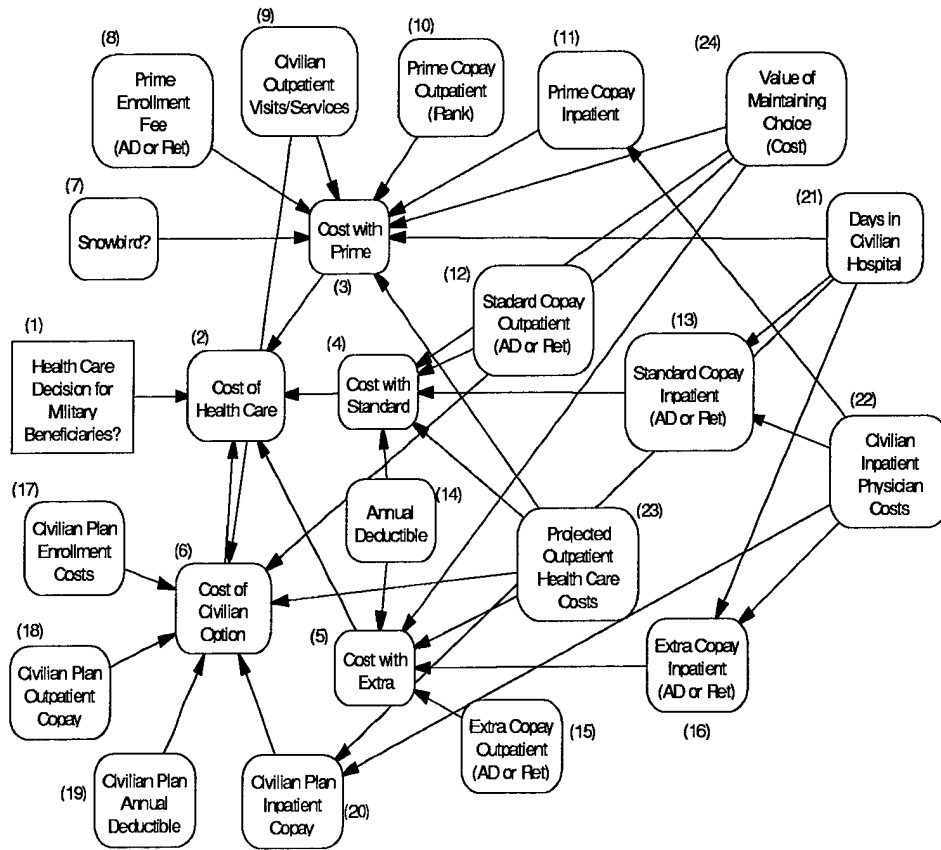 (8)
Prime
Enrollment
Fee
(AD or Ret)
(9)
Civilian
Outpatient
Visits/Services
(10)
Prime Copay
Outpatient
(Rank)
(11)
Prime Copay
Inpatient
(24)
Value of
Maintaining
Choice
(Cost)
(7)
Snowbird?
Cost with
Prime
(3)
(21)
Days in
Civilian
Hospital
(12)
Stadard Copay
Outpatient
(AD or Ret)
(1)
Health Care
Decision for
Military
Beneficiaries?
(2)
Cost of
Health Care
(4)
Cost with
Standard
(13)
Standard Copay
Inpatient
(AD or Ret)
(22)
Civilian
Inpatient
Physician
Costs
(17)
Civilian Plan
Enrollment
Costs
(14)
Annual
Deductible
(23)
Projected
Outpatient
Health Care
Costs
(6)
Cost of
Civilian
Option
(18)
Civilian Plan
Outpatient
Copay
(5)
Cost with
Extra
Extra Copay
Inpatient
(AD or Ret)
(16)
(15)
Extra Copay
Outpatient
(AD or Ret)
(19)
Civilian Plan
Annual
Deductible
Civilian Plan
Inpatient
Copay
(20)